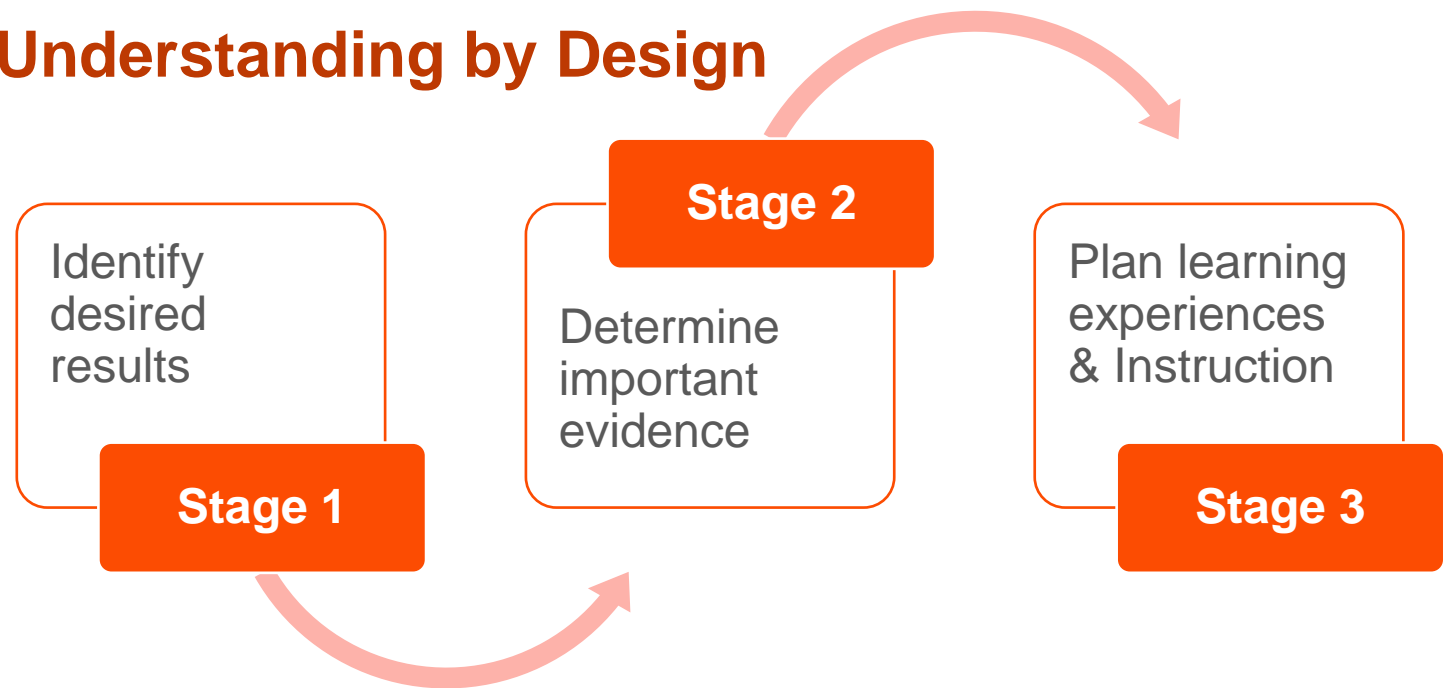 Understanding by Design
Identify
desired
results
Stage 1
Stage 2
Determine
important
evidence
Plan learning
experiences
& Instruction
Stage 3